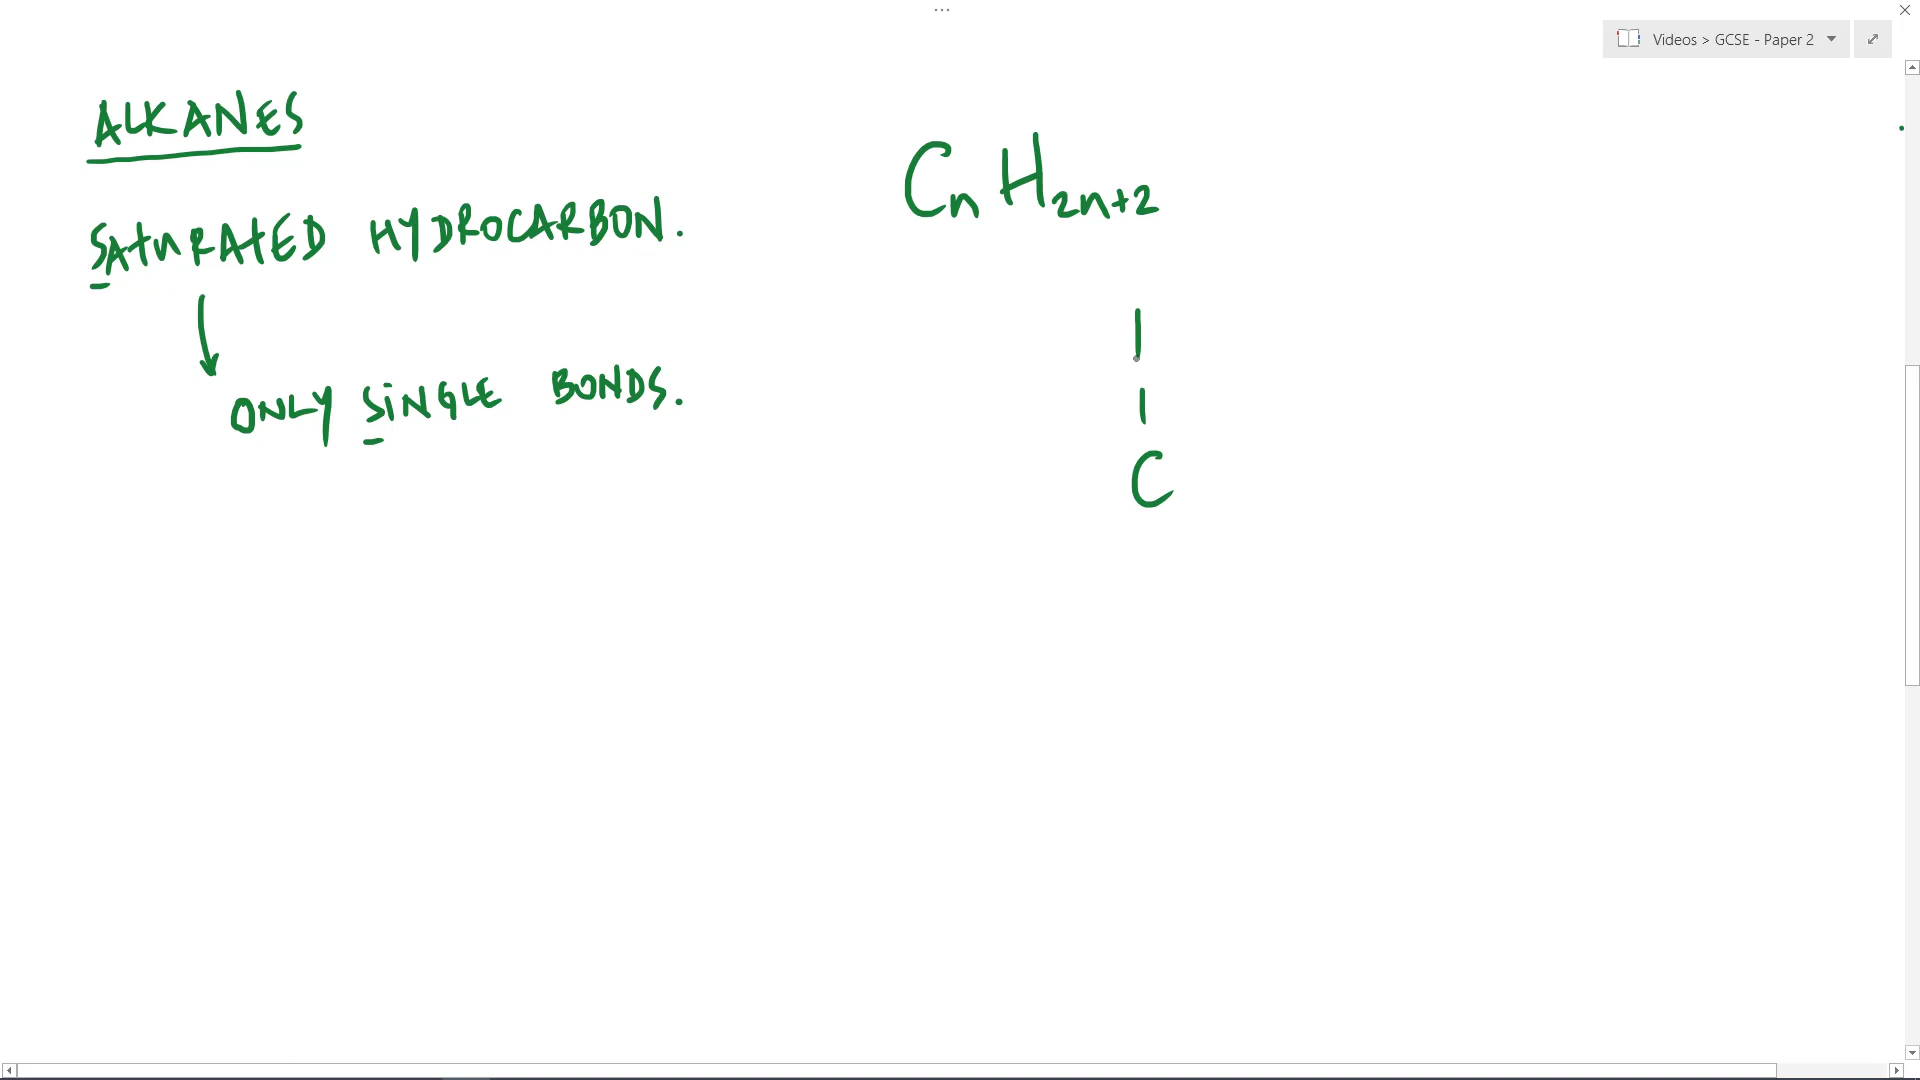 Videos > GCSE - Paper 2
ALKANES
CnH2n+2
SATURATED HYDROCARBON.
ONLY SINGLE BONDS.
C